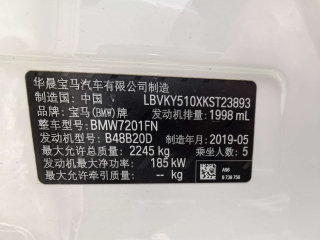 华晨宝马汽车有限公司制造
制造国：中国 LBVKY510XKST23893
品牌：宝马(BMW)牌 发动机排量：1998 mL
整车型号：BMW7201FN
发动机型号：B48B20D 制造年月：2019-05
最大允许总质量：2245 kg 乘坐人数：5
发动机最大净功率：185 kW
最大允许牵引质量：-- kg